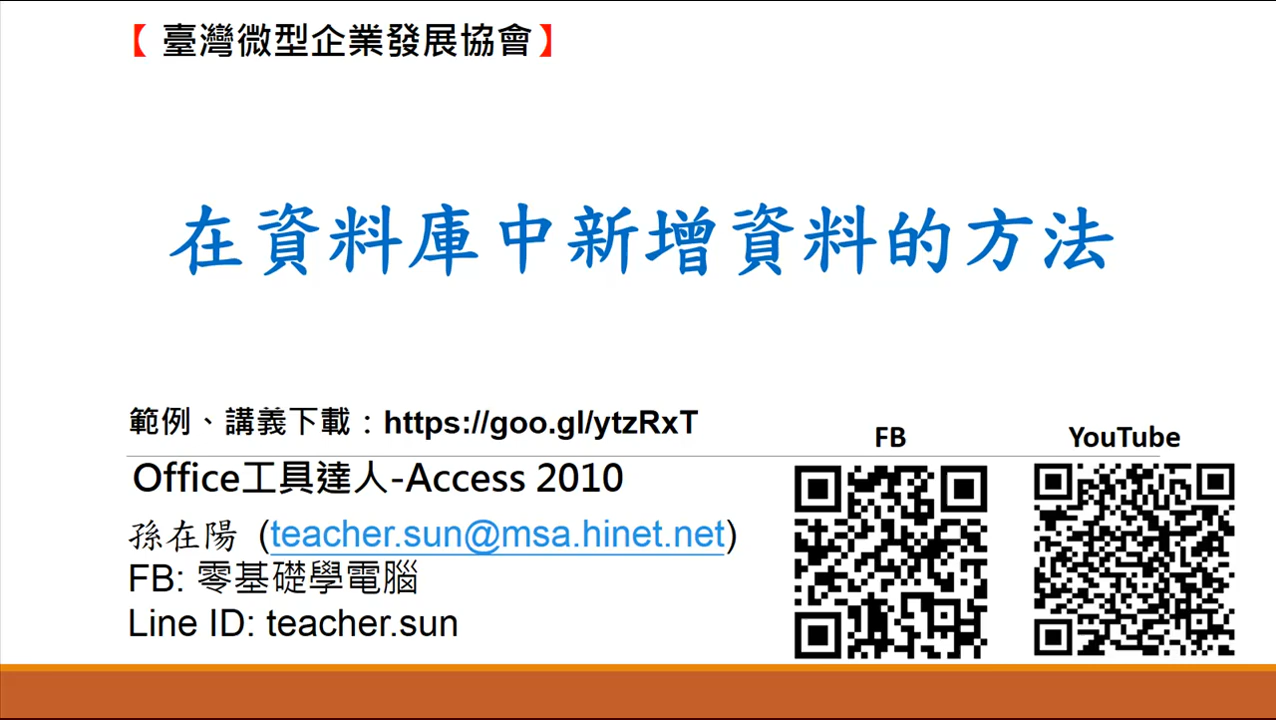 【 臺灣微型企業發展協會】
在資料庫中新增資料的方法
範例、講義下載：https://goo.gl/ytzRxT
FB
YouTube
Office工具達人-Access 2010
孫在陽 (teacher.sun@msa.hinet.net)
FB: 零基礎學電腦
Line ID: teacher.sun